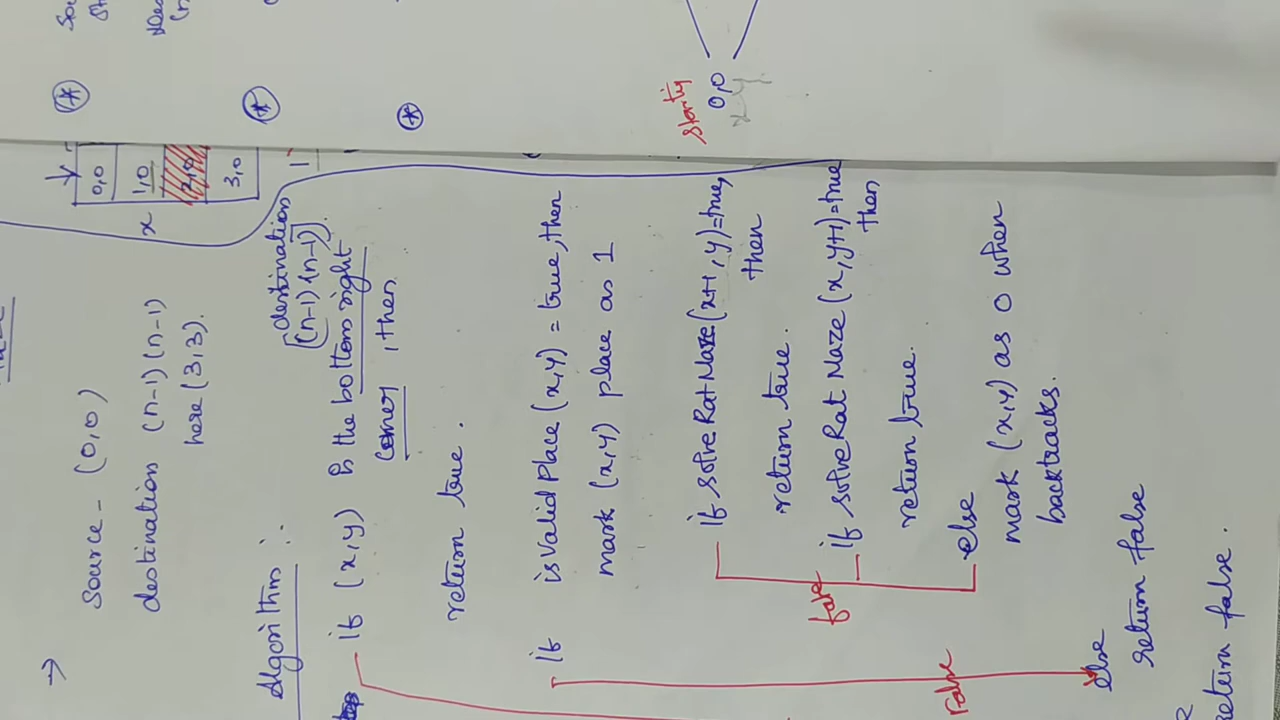 → Source - (0,0)
destination (n-1)(n-1)
here (3,3).
Algorithm :
if (x,y) is the bottom right
[destination
(n-1)(n-1)].
corner, then
return true.
if isValidPlace(x,y) = true, then
mark (x,y) place as 1
if solveRatMaze(x+1, y)=true,
then
return true.
false
if solveRatMaze(x,y+1)=true
then
return true.
else
mark (x,y) as 0 when
backtracks.
false
else
return false
return false.
x
0,0
1,0
2,0
3,0
1
starting
0,0
x y